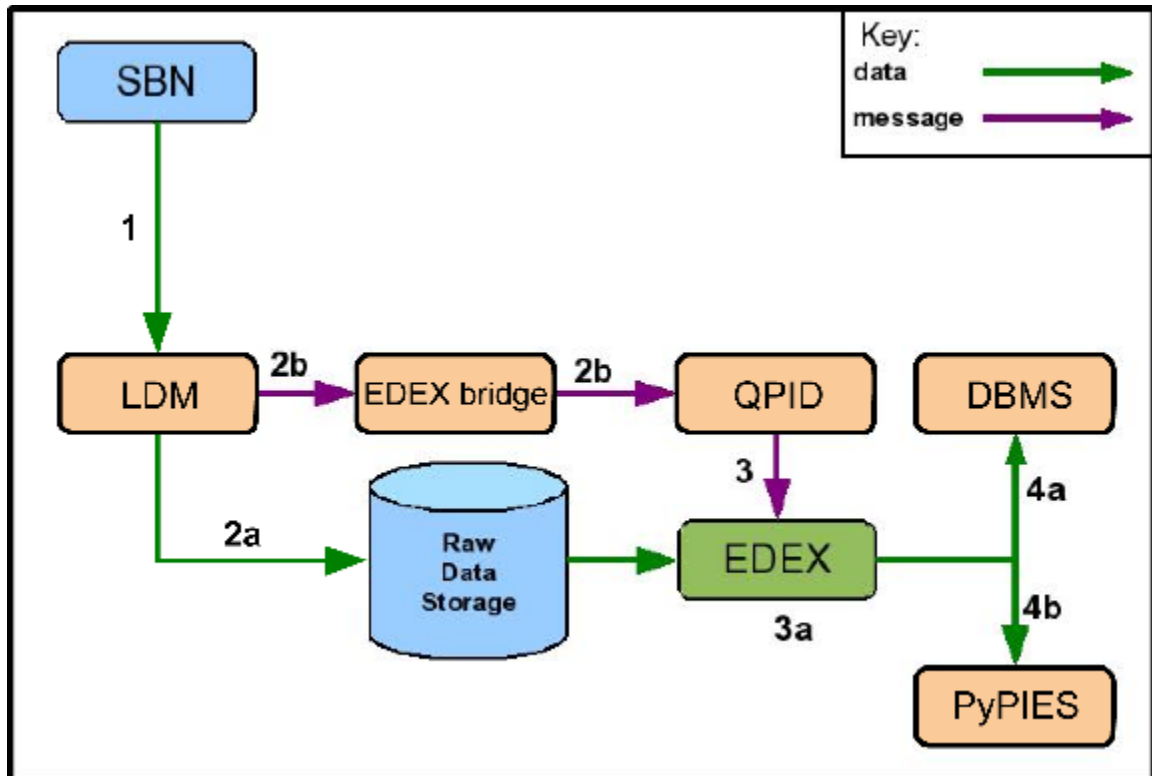 SBN
Key:
data
message
1
LDM
2b
EDEX bridge
2b
QPID
DBMS
2a
Raw
Data
Storage
3
EDEX
3a
4a
4b
PyPIES